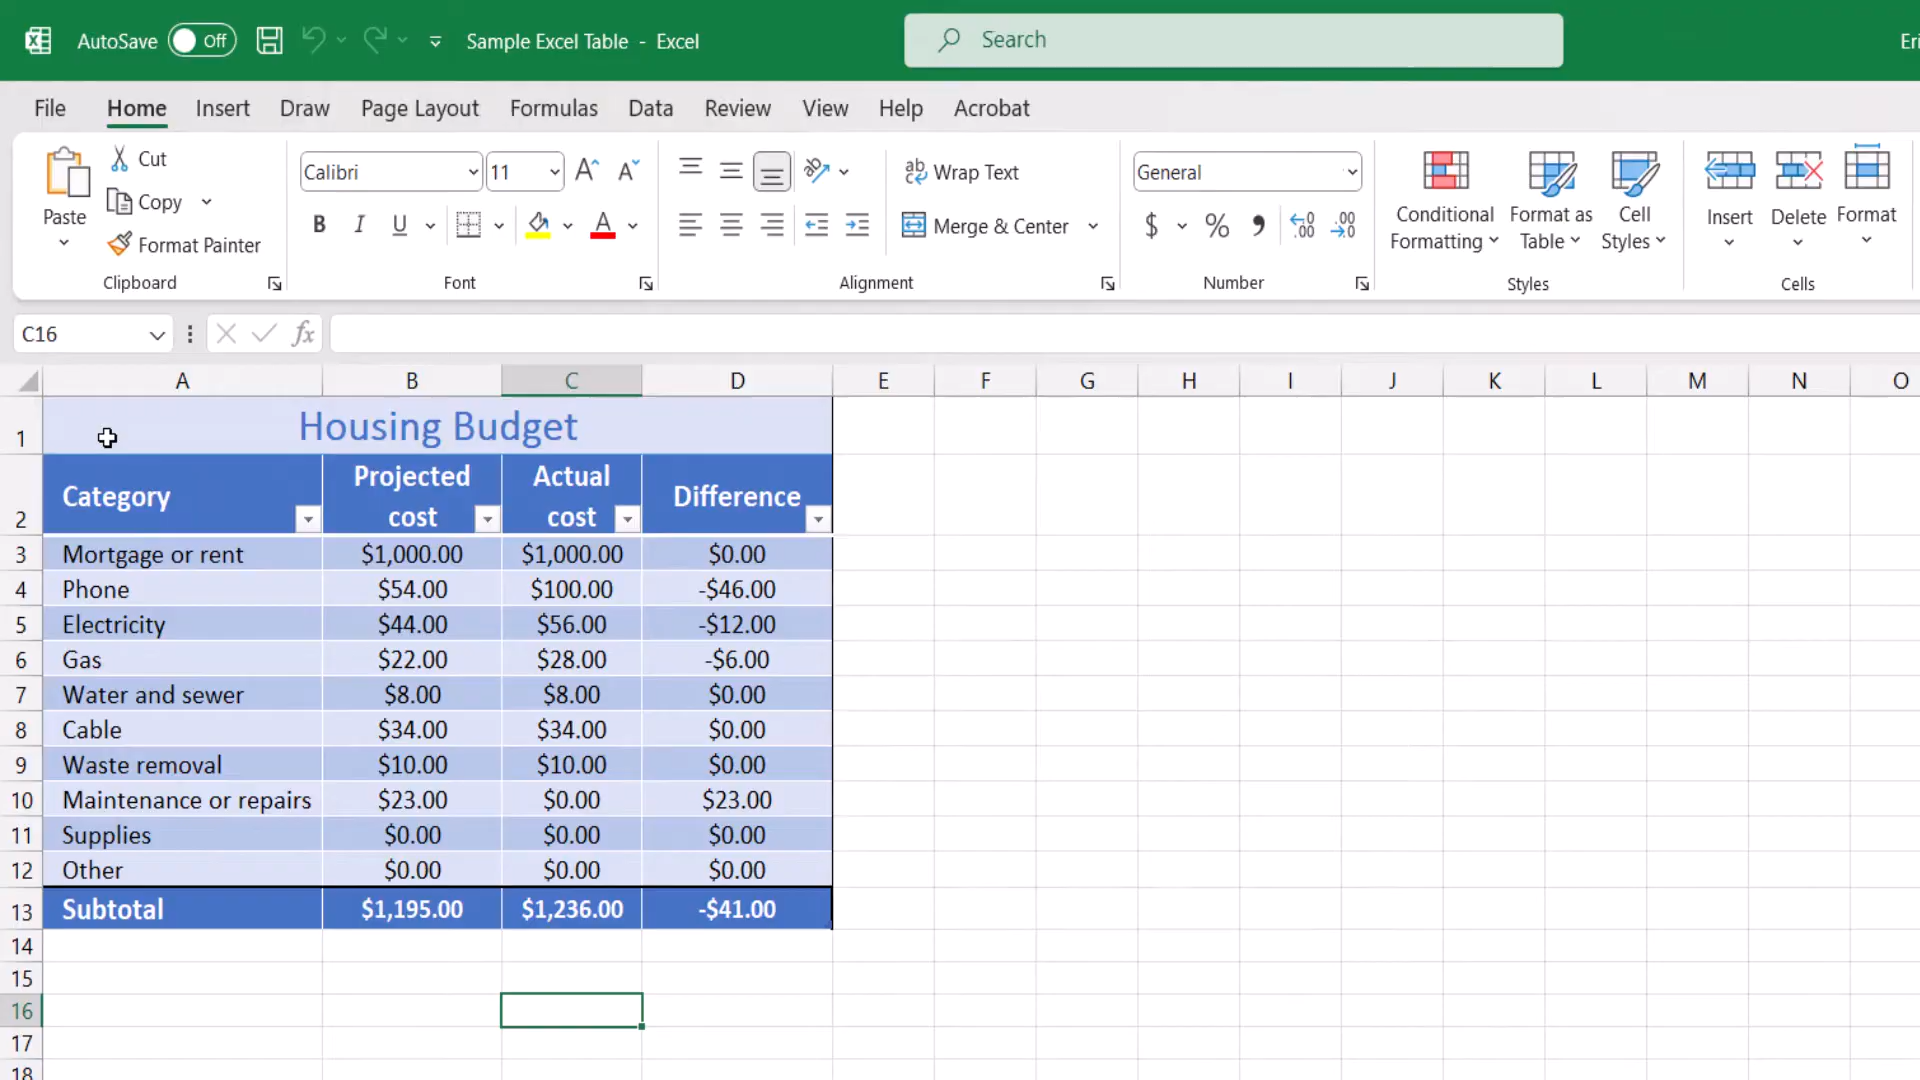 AutoSave Off Sample Excel Table - Excel Search Eri
File Home Insert Draw Page Layout Formulas Data Review View Help Acrobat
Paste
Cut
Copy
Format Painter
Clipboard
Calibri 11
B I U A
Font
ab Wrap Text
Merge & Center
Alignment
General
$ % 9 .00
Number
Conditional Formatting
Format as Table
Cell Styles
Styles
Insert Delete Format
Cells
C16 fx
A B C D E F G H I J K L M N O
1 Housing Budget
2 Category Projected cost Actual cost Difference
3 Mortgage or rent $1,000.00 $1,000.00 $0.00
4 Phone $54.00 $100.00 -$46.00
5 Electricity $44.00 $56.00 -$12.00
6 Gas $22.00 $28.00 -$6.00
7 Water and sewer $8.00 $8.00 $0.00
8 Cable $34.00 $34.00 $0.00
9 Waste removal $10.00 $10.00 $0.00
10 Maintenance or repairs $23.00 $0.00 $23.00
11 Supplies $0.00 $0.00 $0.00
12 Other $0.00 $0.00 $0.00
13 Subtotal $1,195.00 $1,236.00 -$41.00
14
15
16
17
18